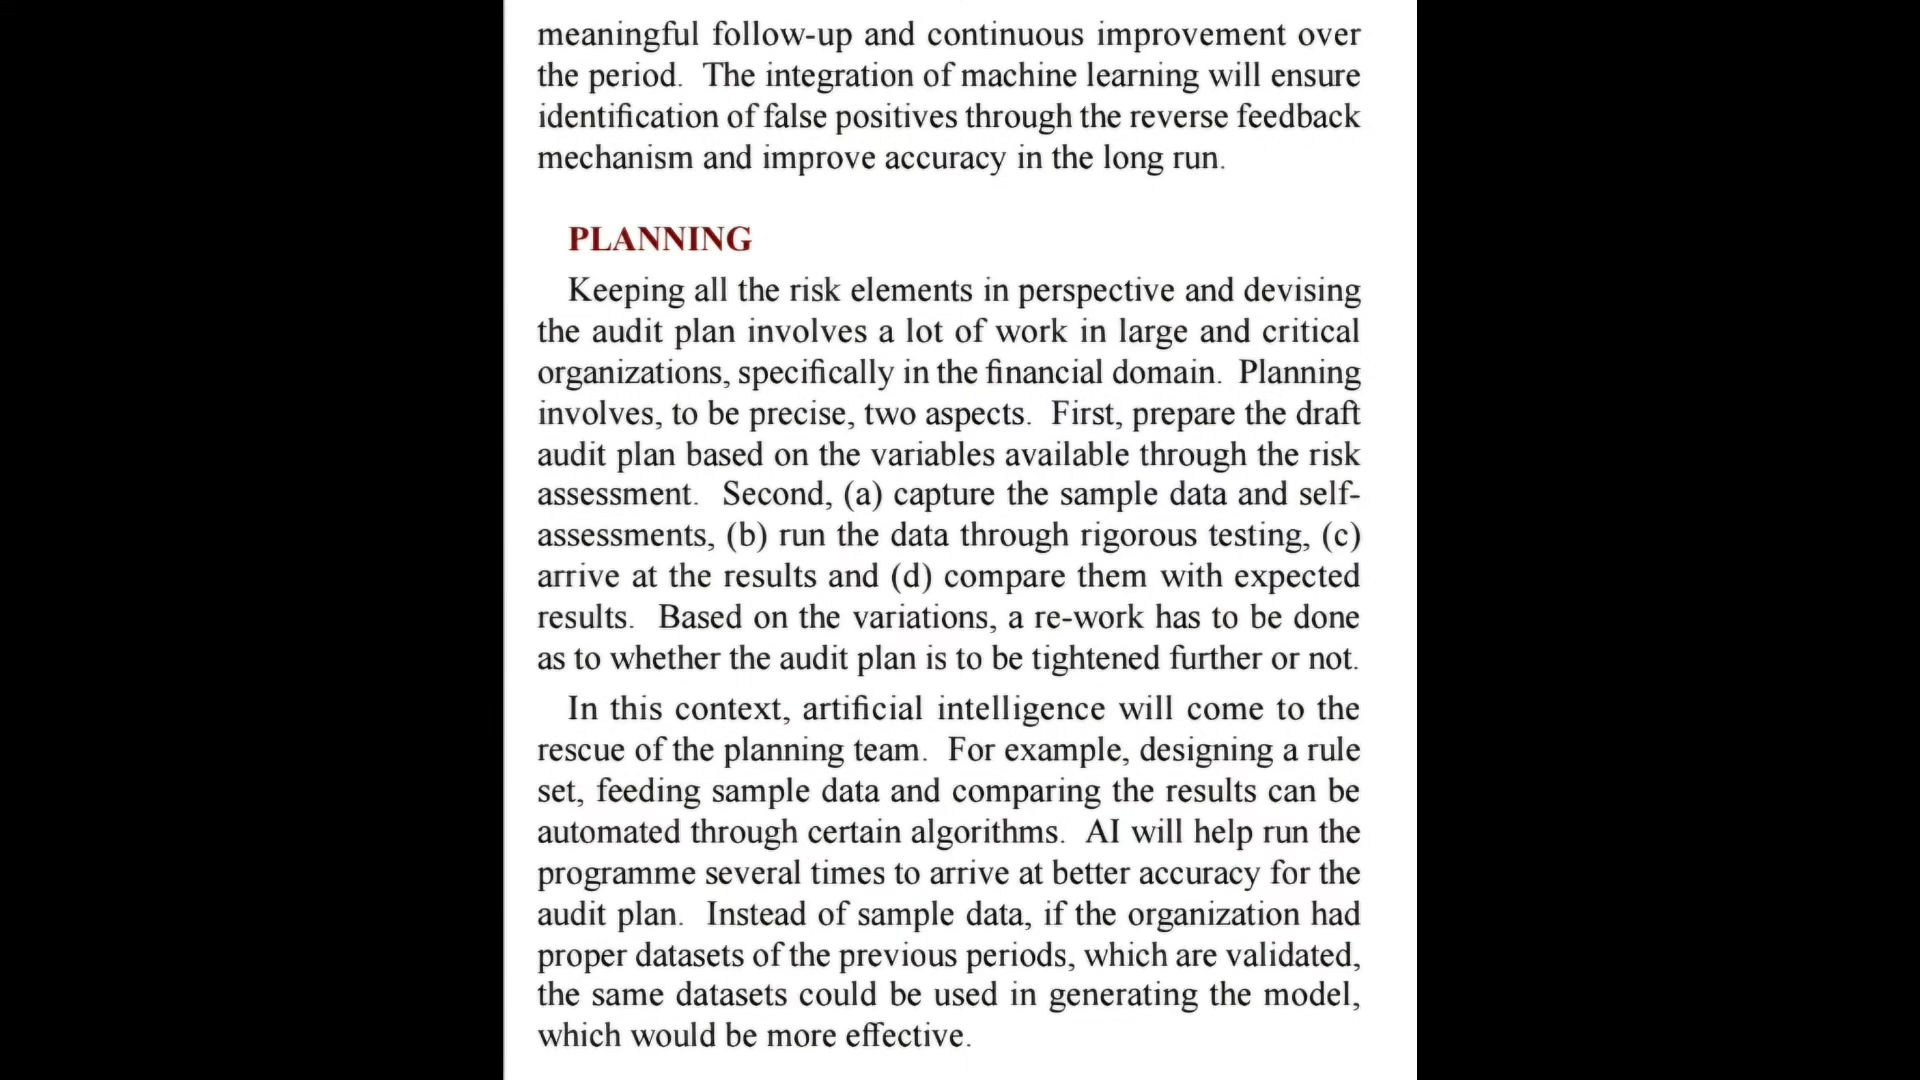 meaningful follow-up and continuous improvement over
the period. The integration of machine learning will ensure
identification of false positives through the reverse feedback
mechanism and improve accuracy in the long run.
PLANNING
Keeping all the risk elements in perspective and devising
the audit plan involves a lot of work in large and critical
organizations, specifically in the financial domain. Planning
involves, to be precise, two aspects. First, prepare the draft
audit plan based on the variables available through the risk
assessment. Second, (a) capture the sample data and self-
assessments, (b) run the data through rigorous testing, (c)
arrive at the results and (d) compare them with expected
results. Based on the variations, a re-work has to be done
as to whether the audit plan is to be tightened further or not.
In this context, artificial intelligence will come to the
rescue of the planning team. For example, designing a rule
set, feeding sample data and comparing the results can be
automated through certain algorithms. AI will help run the
programme several times to arrive at better accuracy for the
audit plan. Instead of sample data, if the organization had
proper datasets of the previous periods, which are validated,
the same datasets could be used in generating the model,
which would be more effective.